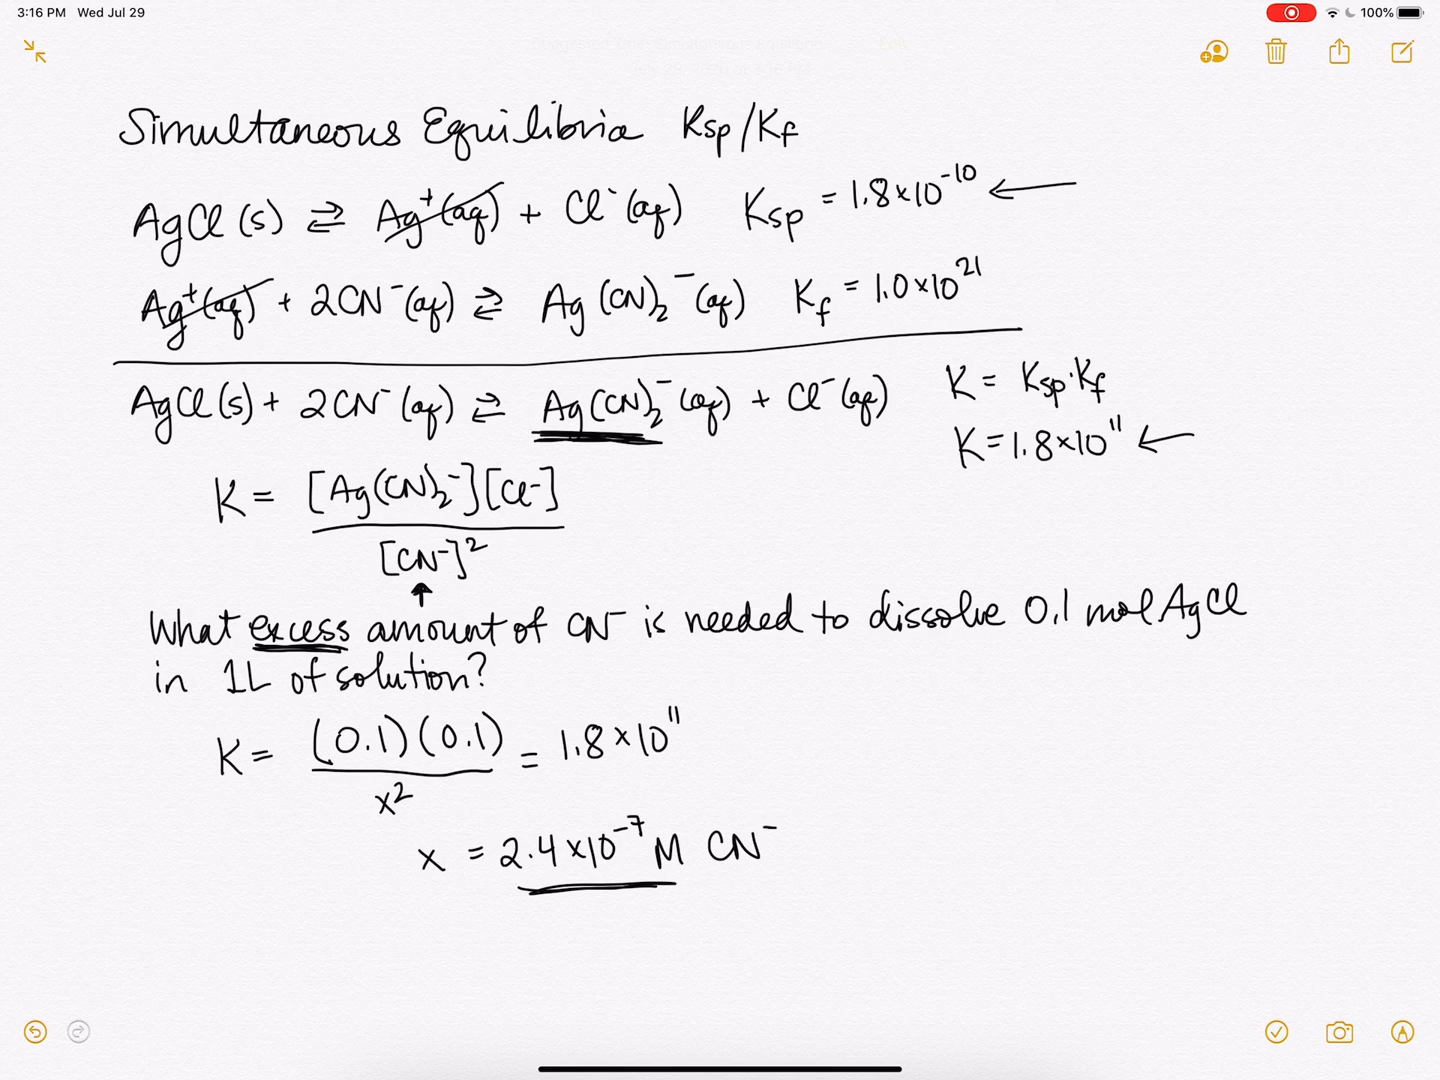 3:16 PM Wed Jul 29 100%
Simultaneous Equilibria Ksp/Kf
AgCl (s) ⇌ Ag⁺(aq) + Cl⁻(aq) Ksp = 1.8×10⁻¹⁰ ←
Ag⁺(aq) + 2CN⁻(aq) ⇌ Ag(CN)₂⁻(aq) Kf = 1.0×10²¹
AgCl(s) + 2CN⁻(aq) ⇌ Ag(CN)₂⁻(aq) + Cl⁻(aq) K = Ksp·Kf
K = 1.8×10¹¹ ←
K = [Ag(CN)₂⁻][Cl⁻]
[CN⁻]²
What excess amount of CN⁻ is needed to dissolve 0.1 mol AgCl
in 1L of solution?
K = (0.1)(0.1) = 1.8×10¹¹
x²
x = 2.4×10⁻⁷ M CN⁻